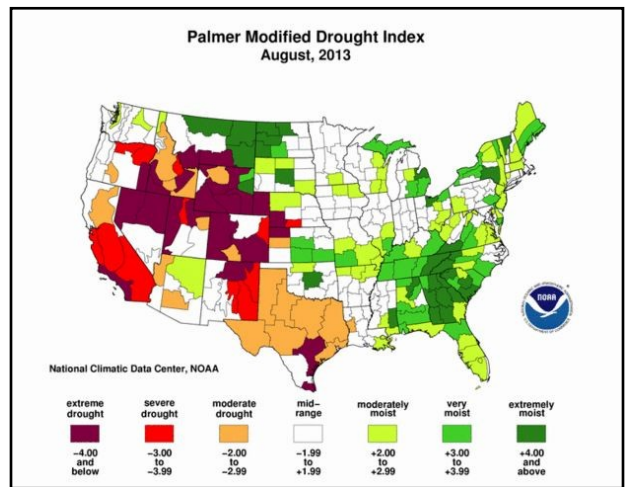 Palmer Modified Drought Index
August, 2013
NOAA
National Climatic Data Center, NOAA
extreme drought
severe drought
moderate drought
mid-range
moderately moist
very moist
extremely moist
-4.00 and below
-3.00 to -3.99
-2.00 to -2.99
-1.99 to +1.99
+2.00 to +2.99
+3.00 to +3.99
+4.00 and above